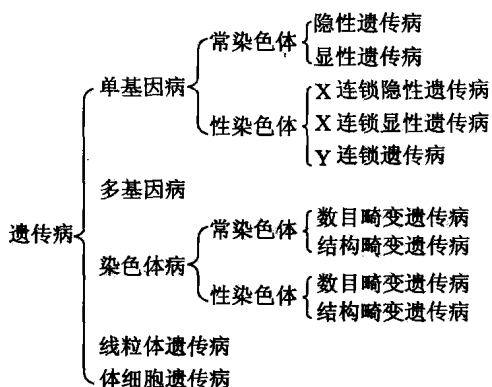 隐性遗传病
常染色体
显性遗传病
单基因病
X 连锁隐性遗传病
性染色体
X 连锁显性遗传病
Y 连锁遗传病
多基因病
遗传病
数目畸变遗传病
常染色体
结构畸变遗传病
染色体病
数目畸变遗传病
性染色体
结构畸变遗传病
线粒体遗传病
体细胞遗传病